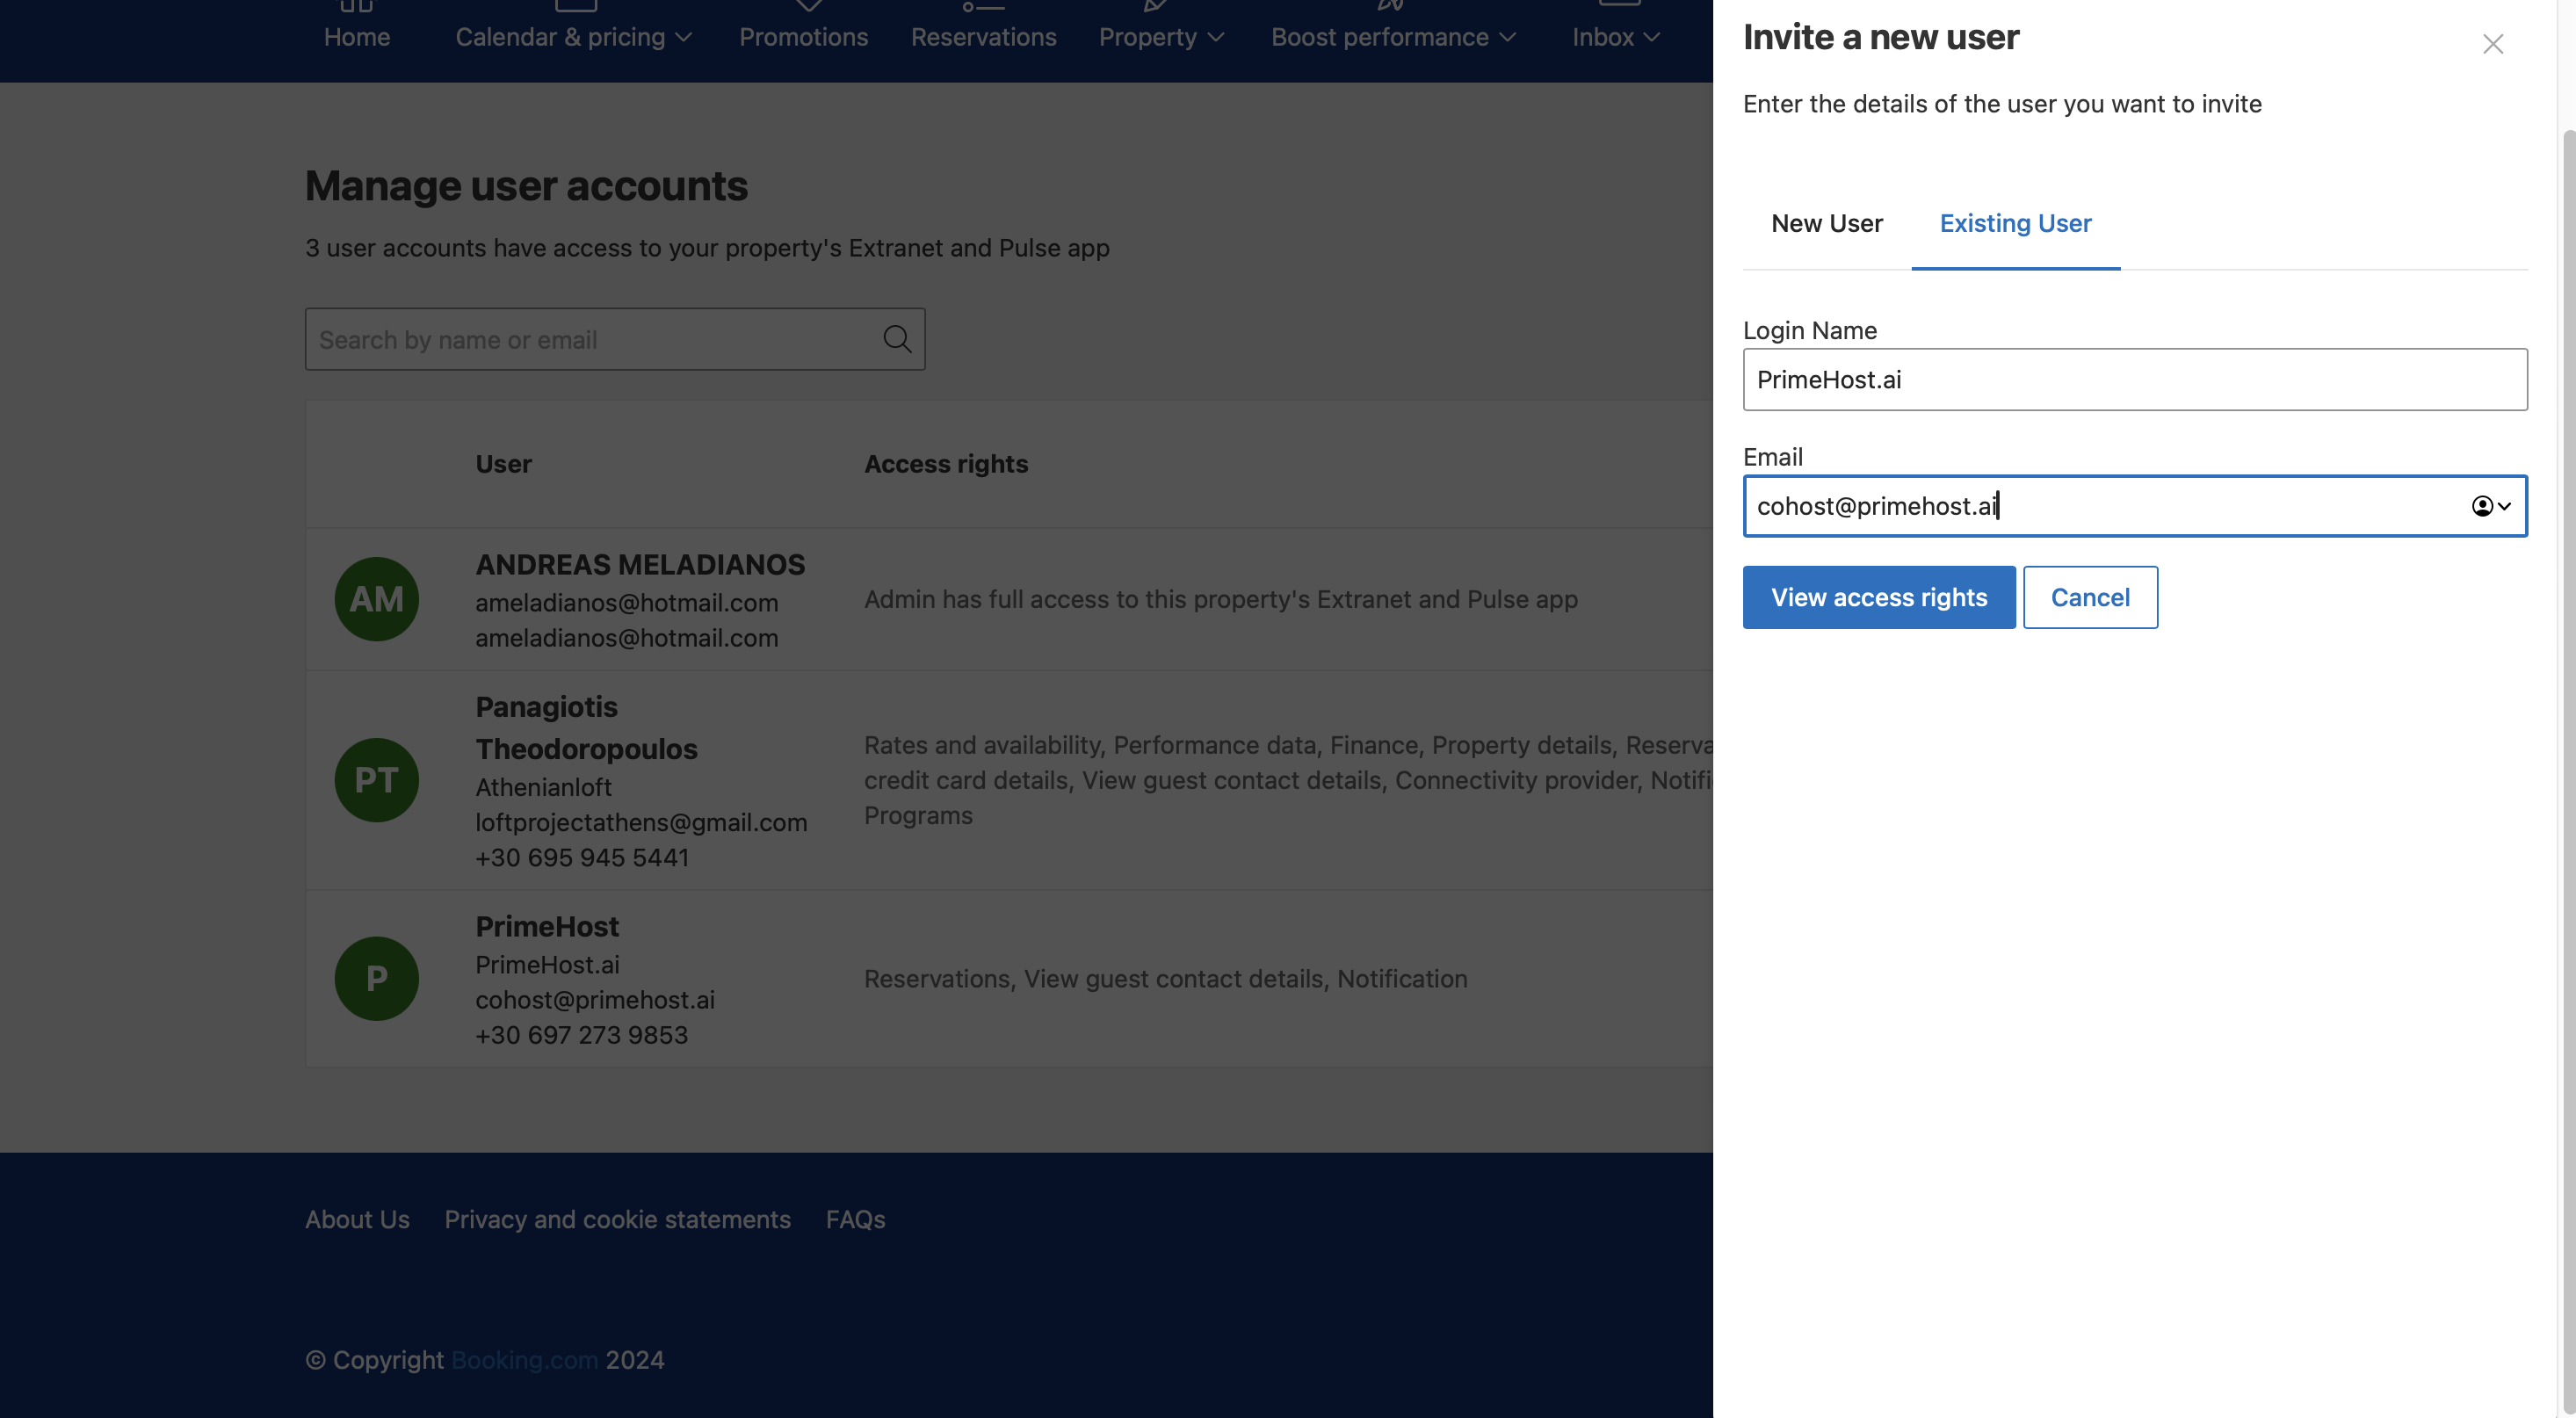 Home
Calendar & pricing
Promotions
Reservations
Property
Boost performance
Inbox
Manage user accounts
3 user accounts have access to your property's Extranet and Pulse app
Search by name or email
User
Access rights
AM
ANDREAS MELADIANOS
ameladianos@hotmail.com
ameladianos@hotmail.com
Admin has full access to this property's Extranet and Pulse app
PT
Panagiotis
Theodoropoulos
Athenianloft
loftprojectathens@gmail.com
+30 695 945 5441
Rates and availability, Performance data, Finance, Property details,
credit card details, View guest contact details, Connectivity provider,
Programs
P
PrimeHost
PrimeHost.ai
cohost@primehost.ai
+30 697 273 9853
Reservations, View guest contact details, Notification
About Us
Privacy and cookie statements
FAQs
© Copyright Booking.com 2024
Invite a new user
Enter the details of the user you want to invite
New User
Existing User
Login Name
PrimeHost.ai
Email
cohost@primehost.ai
View access rights
Cancel